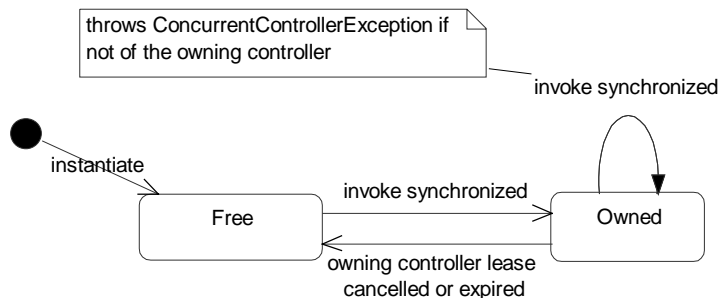 throws ConcurrentControllerException if
not of the owning controller
invoke synchronized
instantiate
invoke synchronized
Free
Owned
owning controller lease
cancelled or expired